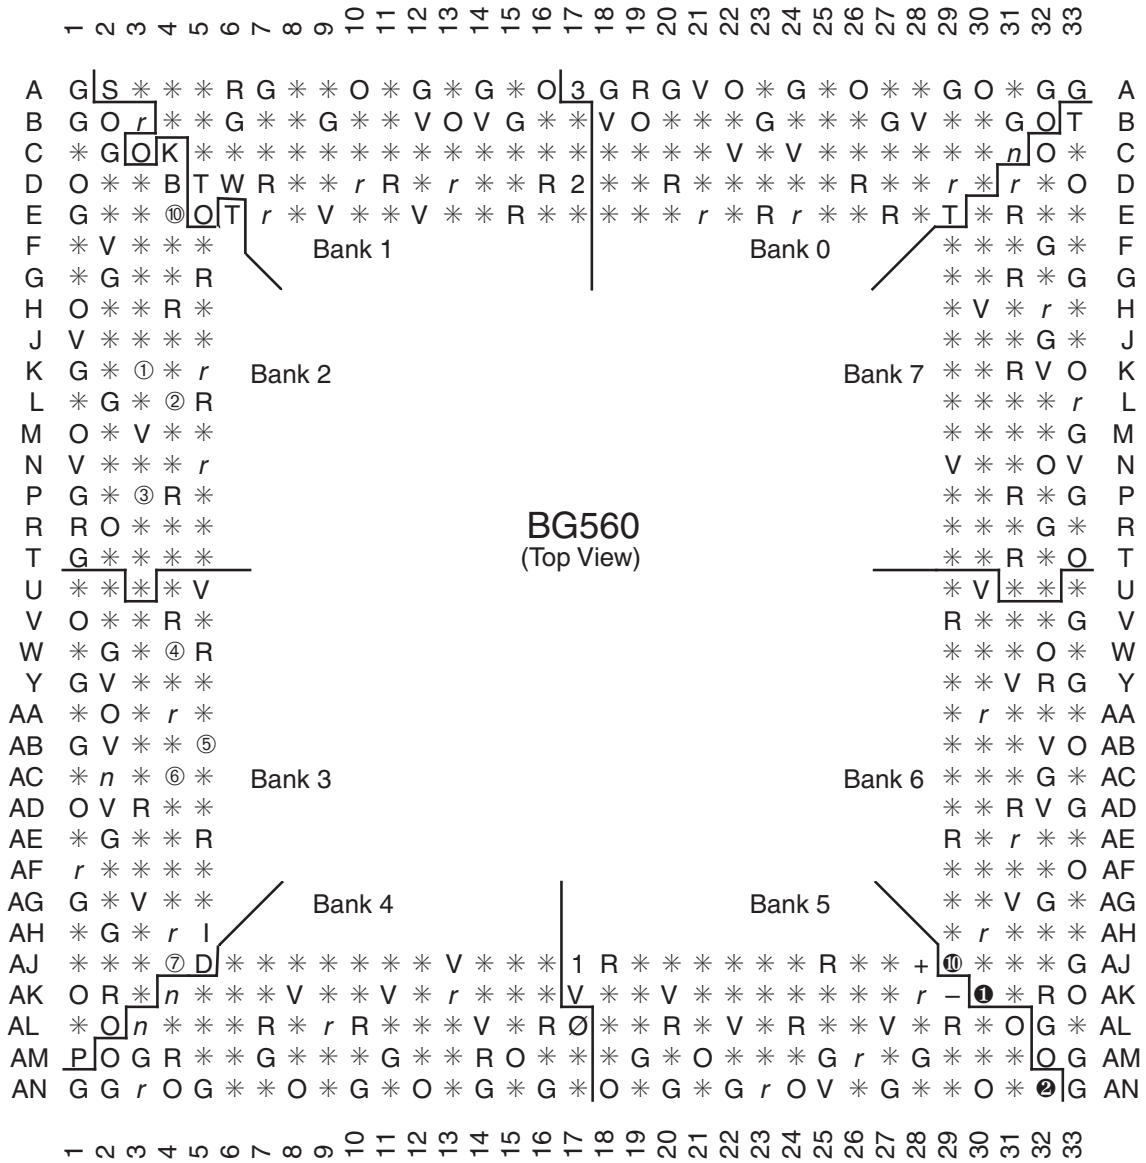 1 2 3 4 5 6 7 8 9 10 11 12 13 14 15 16 17 18 19 20 21 22 23 24 25 26 27 28 29 30 31 32 33
A G S ✳ ✳ ✳ R G ✳ ✳ O ✳ G ✳ G ✳ O 3 G R G V O ✳ G ✳ O ✳ ✳ G O ✳ G G A
B G O r ✳ ✳ G ✳ ✳ G ✳ ✳ V O V G ✳ ✳ V O ✳ ✳ ✳ G ✳ ✳ ✳ G V ✳ ✳ G O T B
C ✳ G O K ✳ ✳ ✳ ✳ ✳ ✳ ✳ ✳ ✳ ✳ ✳ ✳ ✳ ✳ ✳ ✳ ✳ V ✳ V ✳ ✳ ✳ ✳ ✳ ✳ n O ✳ C
D O ✳ ✳ B T W R ✳ ✳ r R ✳ r ✳ ✳ R 2 ✳ ✳ R ✳ ✳ ✳ ✳ ✳ R ✳ ✳ r ✳ r ✳ O D
E G ✳ ✳ ⑩ O T r ✳ V ✳ ✳ V ✳ ✳ R ✳ ✳ ✳ ✳ ✳ r ✳ R r ✳ ✳ R ✳ T ✳ R ✳ ✳ E
F ✳ V ✳ ✳ ✳ Bank 1 Bank 0 ✳ ✳ ✳ G ✳ F
G ✳ G ✳ ✳ R ✳ ✳ R ✳ G G
H O ✳ ✳ R ✳ ✳ V ✳ r ✳ H
J V ✳ ✳ ✳ ✳ ✳ ✳ ✳ G ✳ J
K G ✳ ① ✳ r Bank 2 Bank 7 ✳ ✳ R V O K
L ✳ G ✳ ② R ✳ ✳ ✳ ✳ r L
M O ✳ V ✳ ✳ ✳ ✳ ✳ ✳ G M
N V ✳ ✳ ✳ r V ✳ ✳ O V N
P G ✳ ③ R ✳ ✳ ✳ R ✳ G P
R R O ✳ ✳ ✳ BG560 ✳ ✳ ✳ G ✳ R
T G ✳ ✳ ✳ ✳ (Top View) ✳ ✳ R ✳ O T
U ✳ ✳ ✳ ✳ V ✳ V ✳ ✳ ✳ U
V O ✳ ✳ R ✳ R ✳ ✳ ✳ G V
W ✳ G ✳ ④ R ✳ ✳ ✳ O ✳ W
Y G V ✳ ✳ ✳ ✳ ✳ V R G Y
AA ✳ O ✳ r ✳ ✳ r ✳ ✳ ✳ AA
AB G V ✳ ✳ ⑤ ✳ ✳ ✳ V O AB
AC ✳ n ✳ ⑥ ✳ Bank 3 Bank 6 ✳ ✳ ✳ G ✳ AC
AD O V R ✳ ✳ ✳ ✳ R V G AD
AE ✳ G ✳ ✳ R R ✳ r ✳ ✳ AE
AF r ✳ ✳ ✳ ✳ ✳ ✳ ✳ ✳ O AF
AG G ✳ V ✳ ✳ Bank 4 Bank 5 ✳ ✳ V G ✳ AG
AH ✳ G ✳ r I ✳ r ✳ ✳ ✳ AH
AJ ✳ ✳ ✳ ⑦ D ✳ ✳ ✳ ✳ ✳ ✳ ✳ V ✳ ✳ ✳ 1 R ✳ ✳ ✳ ✳ ✳ ✳ R ✳ ✳ + ❿ ✳ ✳ ✳ G AJ
AK O R ✳ n ✳ ✳ ✳ V ✳ ✳ V ✳ r ✳ ✳ ✳ V ✳ ✳ V ✳ ✳ ✳ ✳ ✳ ✳ ✳ r − ❶ ✳ R O AK
AL ✳ O n ✳ ✳ ✳ R ✳ r R ✳ ✳ ✳ V ✳ R Ø ✳ ✳ R ✳ V ✳ R ✳ ✳ V ✳ R ✳ O G ✳ AL
AM P O G R ✳ ✳ G ✳ ✳ ✳ G ✳ ✳ R O ✳ ✳ ✳ G ✳ O ✳ ✳ ✳ G r ✳ G ✳ ✳ ✳ O G AM
AN G G r O G ✳ ✳ O ✳ G ✳ O ✳ G ✳ G ✳ O ✳ G ✳ G r O V ✳ G ✳ ✳ O ✳ ❷ G AN
1 2 3 4 5 6 7 8 9 10 11 12 13 14 15 16 17 18 19 20 21 22 23 24 25 26 27 28 29 30 31 32 33